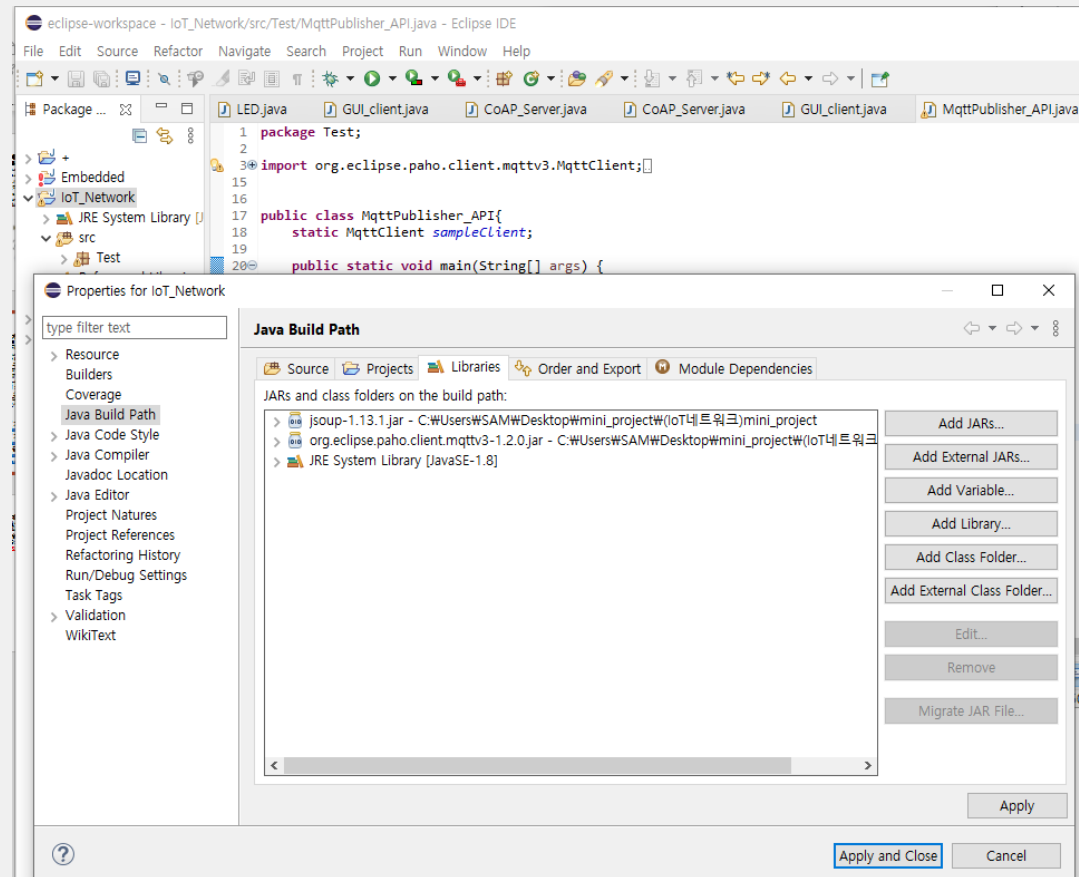 eclipse-workspace - IoT_Network/src/Test/MqttPublisher_API.java - Eclipse IDE
File Edit Source Refactor Navigate Search Project Run Window Help
Package ... LED.java GUI_client.java CoAP_Server.java CoAP_Server.java GUI_client.java MqttPublisher_API.java
+
Embedded
IoT_Network
JRE System Library [J
src
Test
1 package Test;
2
3 import org.eclipse.paho.client.mqttv3.MqttClient;
15
16
17 public class MqttPublisher_API{
18 static MqttClient sampleClient;
19
20 public static void main(String[] args) {
Properties for IoT_Network
type filter text
Resource
Builders
Coverage
Java Build Path
Java Code Style
Java Compiler
Javadoc Location
Java Editor
Project Natures
Project References
Refactoring History
Run/Debug Settings
Task Tags
Validation
WikiText
Java Build Path
Source Projects Libraries Order and Export Module Dependencies
JARs and class folders on the build path:
jsoup-1.13.1.jar - C:₩Users₩SAM₩Desktop₩mini_project₩(IoT네트워크)mini_project
org.eclipse.paho.client.mqttv3-1.2.0.jar - C:₩Users₩SAM₩Desktop₩mini_project₩(IoT네트워크
JRE System Library [JavaSE-1.8]
Add JARs...
Add External JARs...
Add Variable...
Add Library...
Add Class Folder...
Add External Class Folder...
Edit...
Remove
Migrate JAR File...
Apply
Apply and Close Cancel